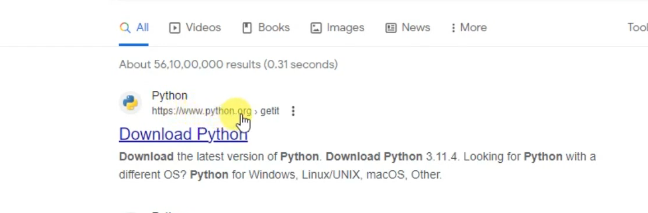 All Videos Books Images News More Tool
About 56,10,00,000 results (0.31 seconds)
Python
https://www.python.org › getit
Download Python
Download the latest version of Python. Download Python 3.11.4. Looking for Python with a
different OS? Python for Windows, Linux/UNIX, macOS, Other.